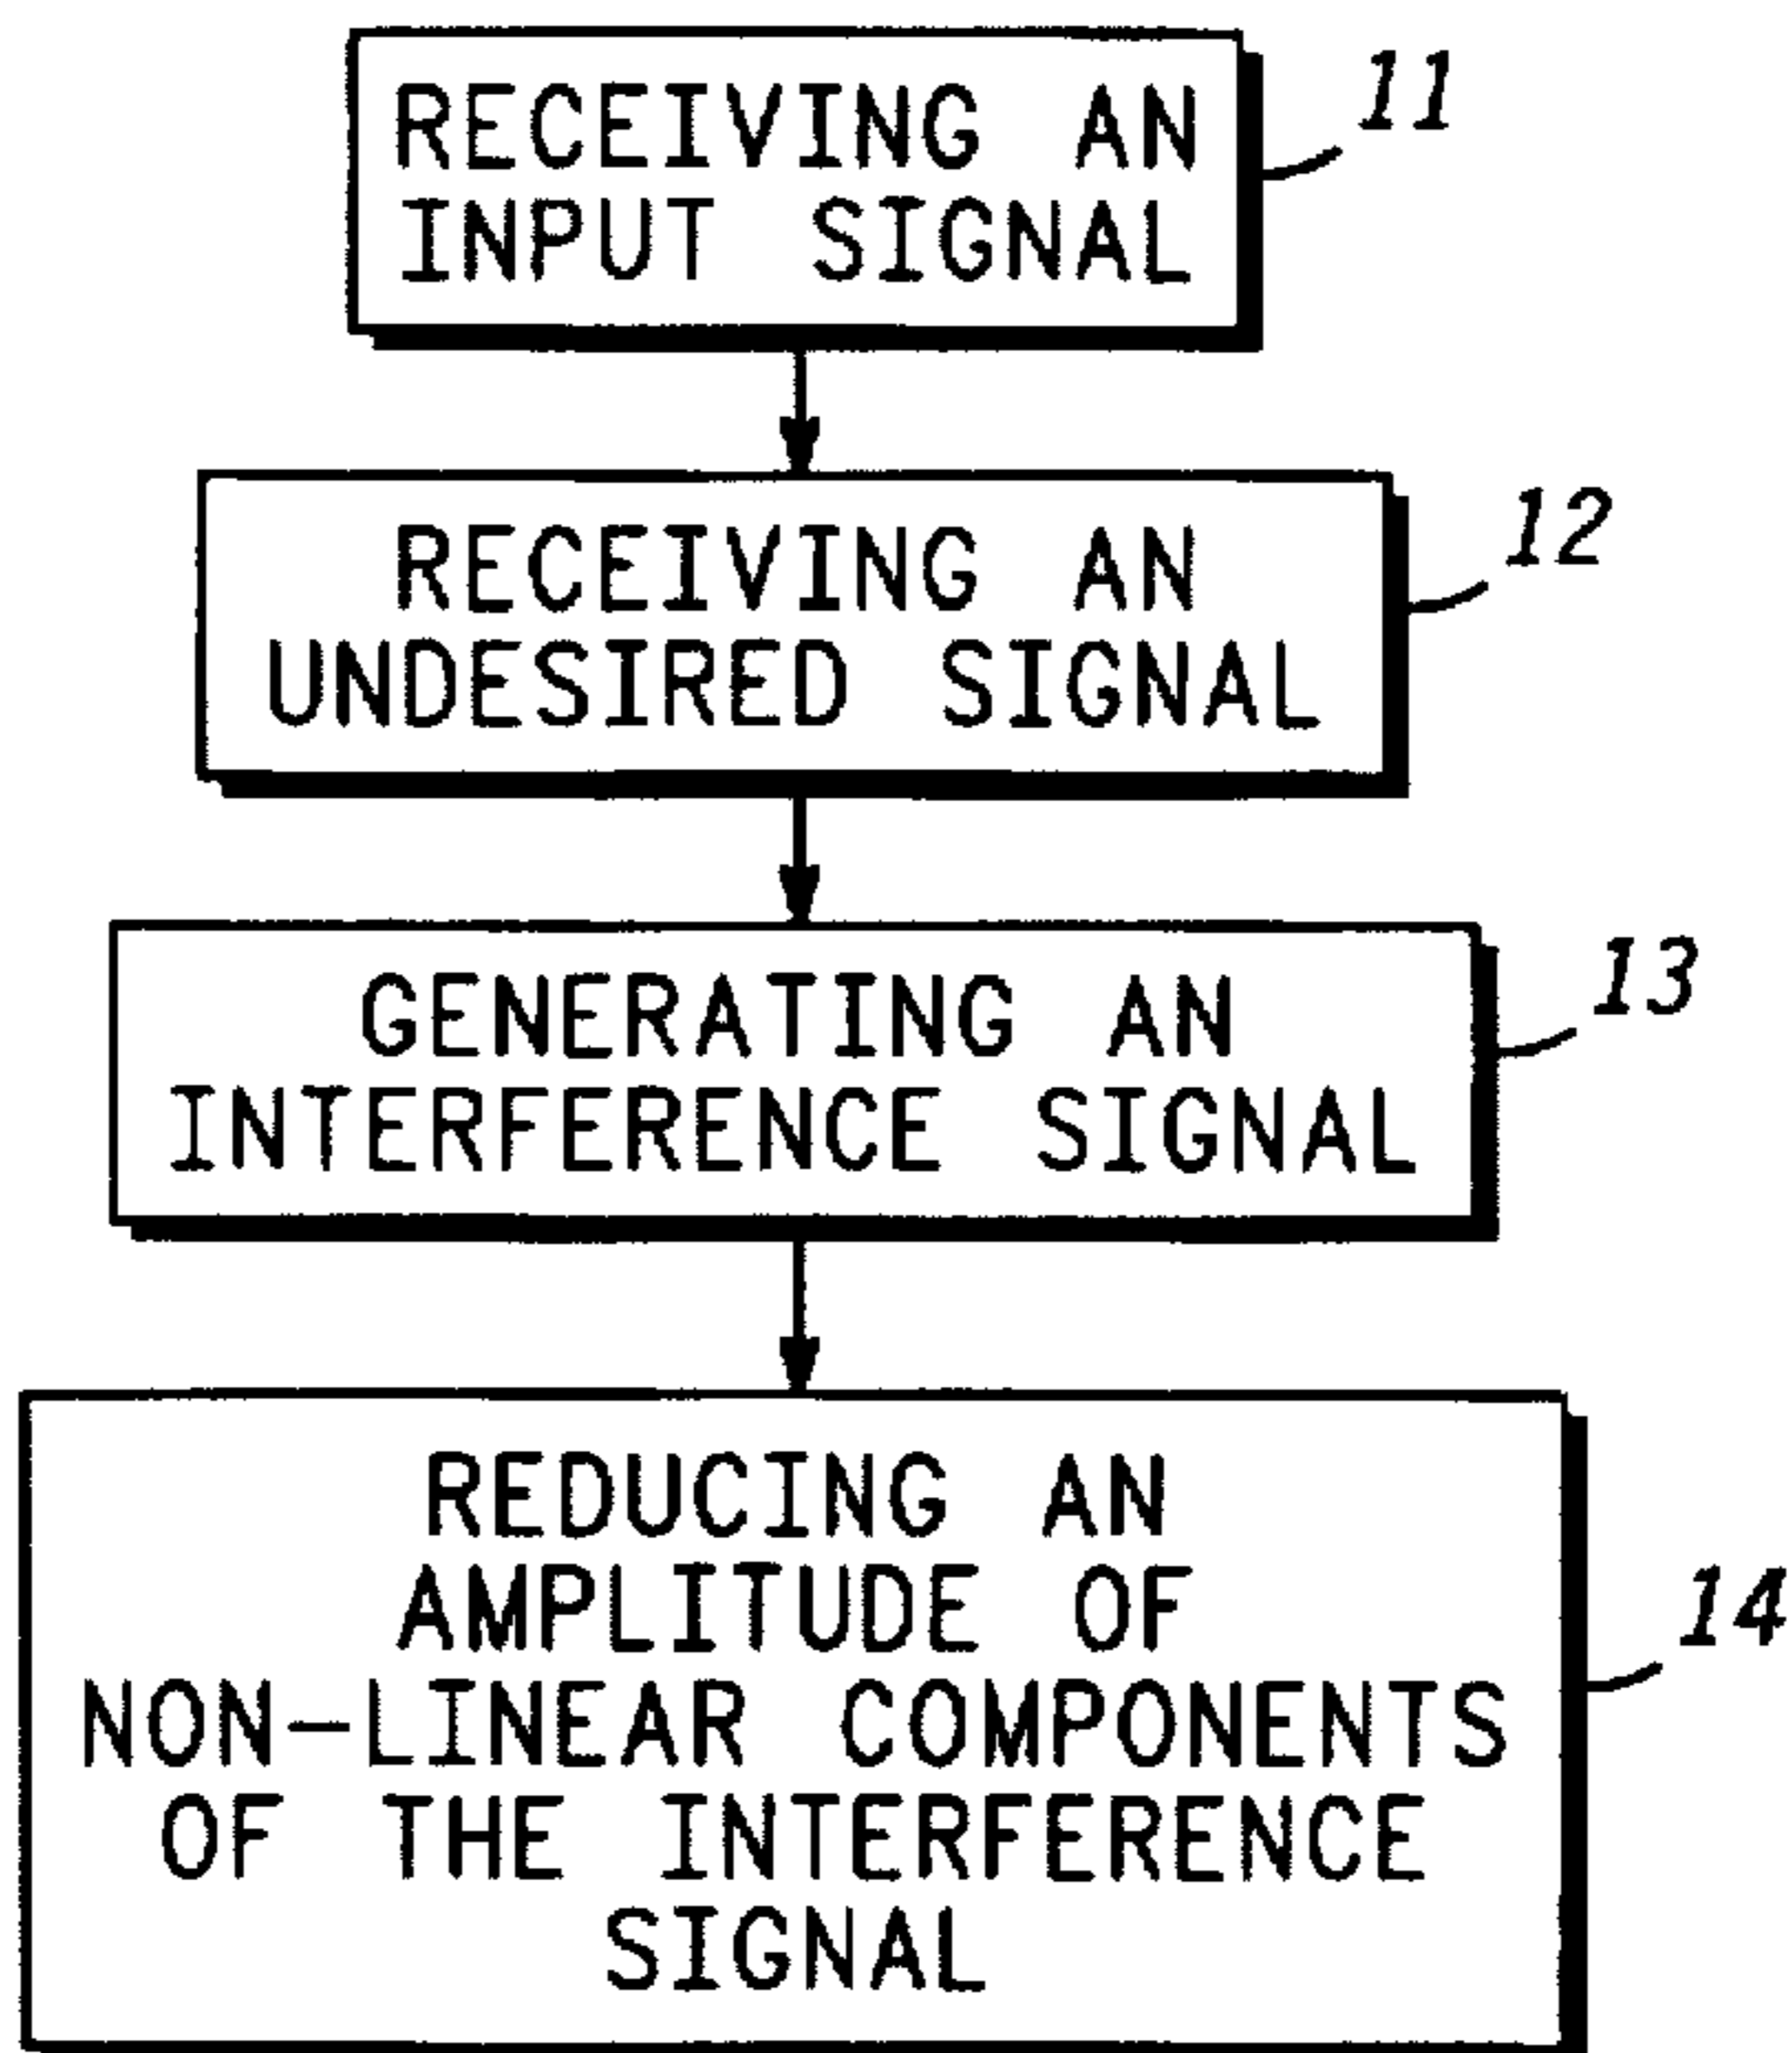 RECEIVING AN
INPUT SIGNAL
11
RECEIVING AN
UNDESIRED SIGNAL
12
GENERATING AN
INTERFERENCE SIGNAL
13
REDUCING AN
AMPLITUDE OF
NON-LINEAR COMPONENTS
OF THE INTERFERENCE
SIGNAL
14